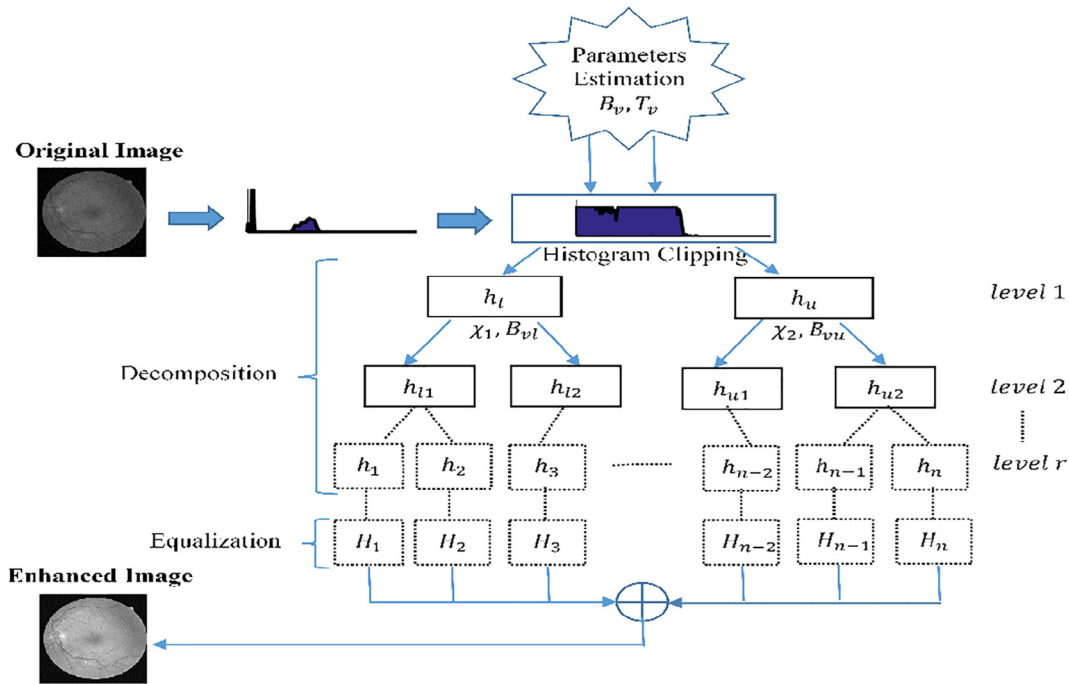 Parameters
Estimation
B_v, T_v
Original Image
Histogram Clipping
h_l
h_u
level 1
χ_1, B_vl
χ_2, B_vu
Decomposition
h_l1
h_l2
h_u1
h_u2
level 2
h_1
h_2
h_3
h_n−2
h_n−1
h_n
level r
Equalization
H_1
H_2
H_3
H_n−2
H_n−1
H_n
Enhanced Image